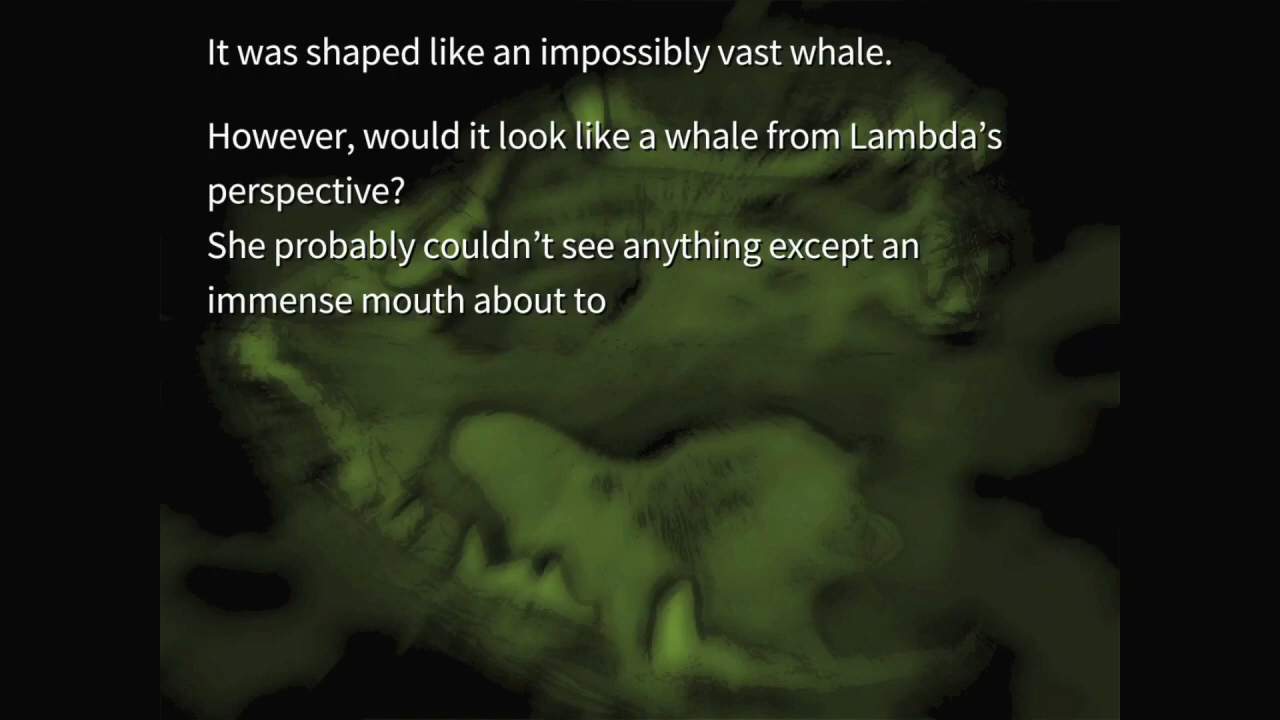 It was shaped like an impossibly vast whale.
However, would it look like a whale from Lambda’s
perspective?
She probably couldn’t see anything except an
immense mouth about to